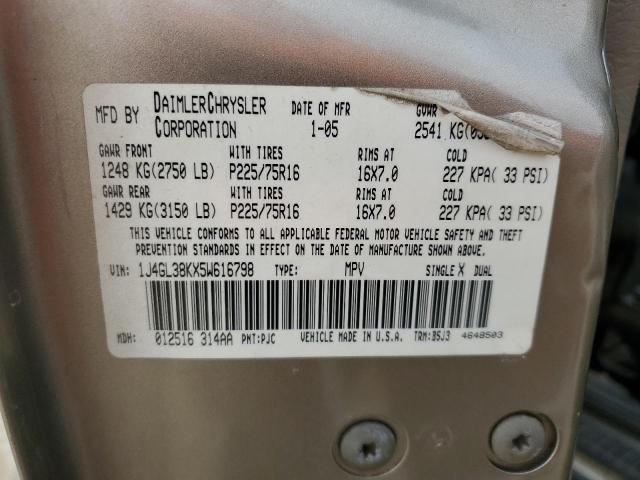 MFD BY DAIMLERCHRYSLER CORPORATION DATE OF MFR 1-05 GVWR 2541 KG
GAWR FRONT WITH TIRES RIMS AT COLD
1248 KG(2750 LB) P225/75R16 16X7.0 227 KPA( 33 PSI)
GAWR REAR WITH TIRES RIMS AT COLD
1429 KG(3150 LB) P225/75R16 16X7.0 227 KPA( 33 PSI)
THIS VEHICLE CONFORMS TO ALL APPLICABLE FEDERAL MOTOR VEHICLE SAFETY AND THEFT
PREVENTION STANDARDS IN EFFECT ON THE DATE OF MANUFACTURE SHOWN ABOVE.
VIN: 1J4GL38KX5W616798 TYPE: MPV SINGLE X DUAL
MDH: 012516 314AA PNT:PJC VEHICLE MADE IN U.S.A. TRM:B5J3 4648503